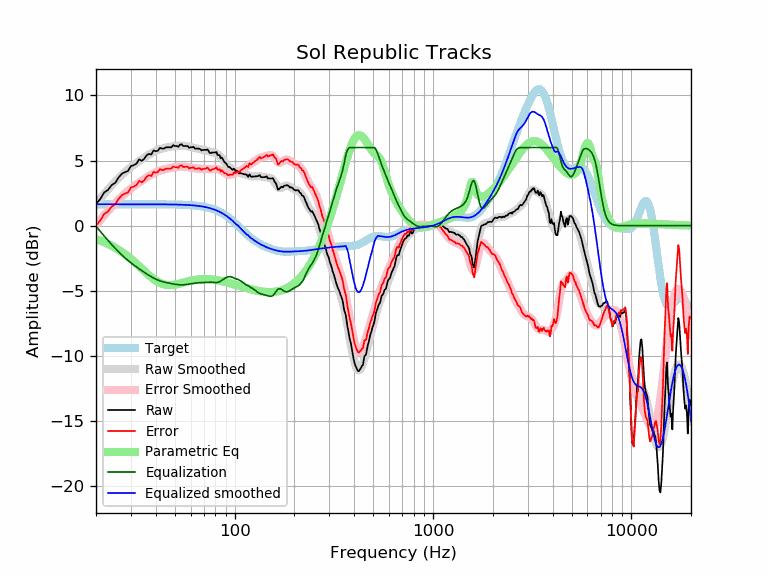 Sol Republic Tracks
Amplitude (dBr)
10
5
0
−5
−10
−15
−20
Target
Raw Smoothed
Error Smoothed
Raw
Error
Parametric Eq
Equalization
Equalized smoothed
100
1000
10000
Frequency (Hz)